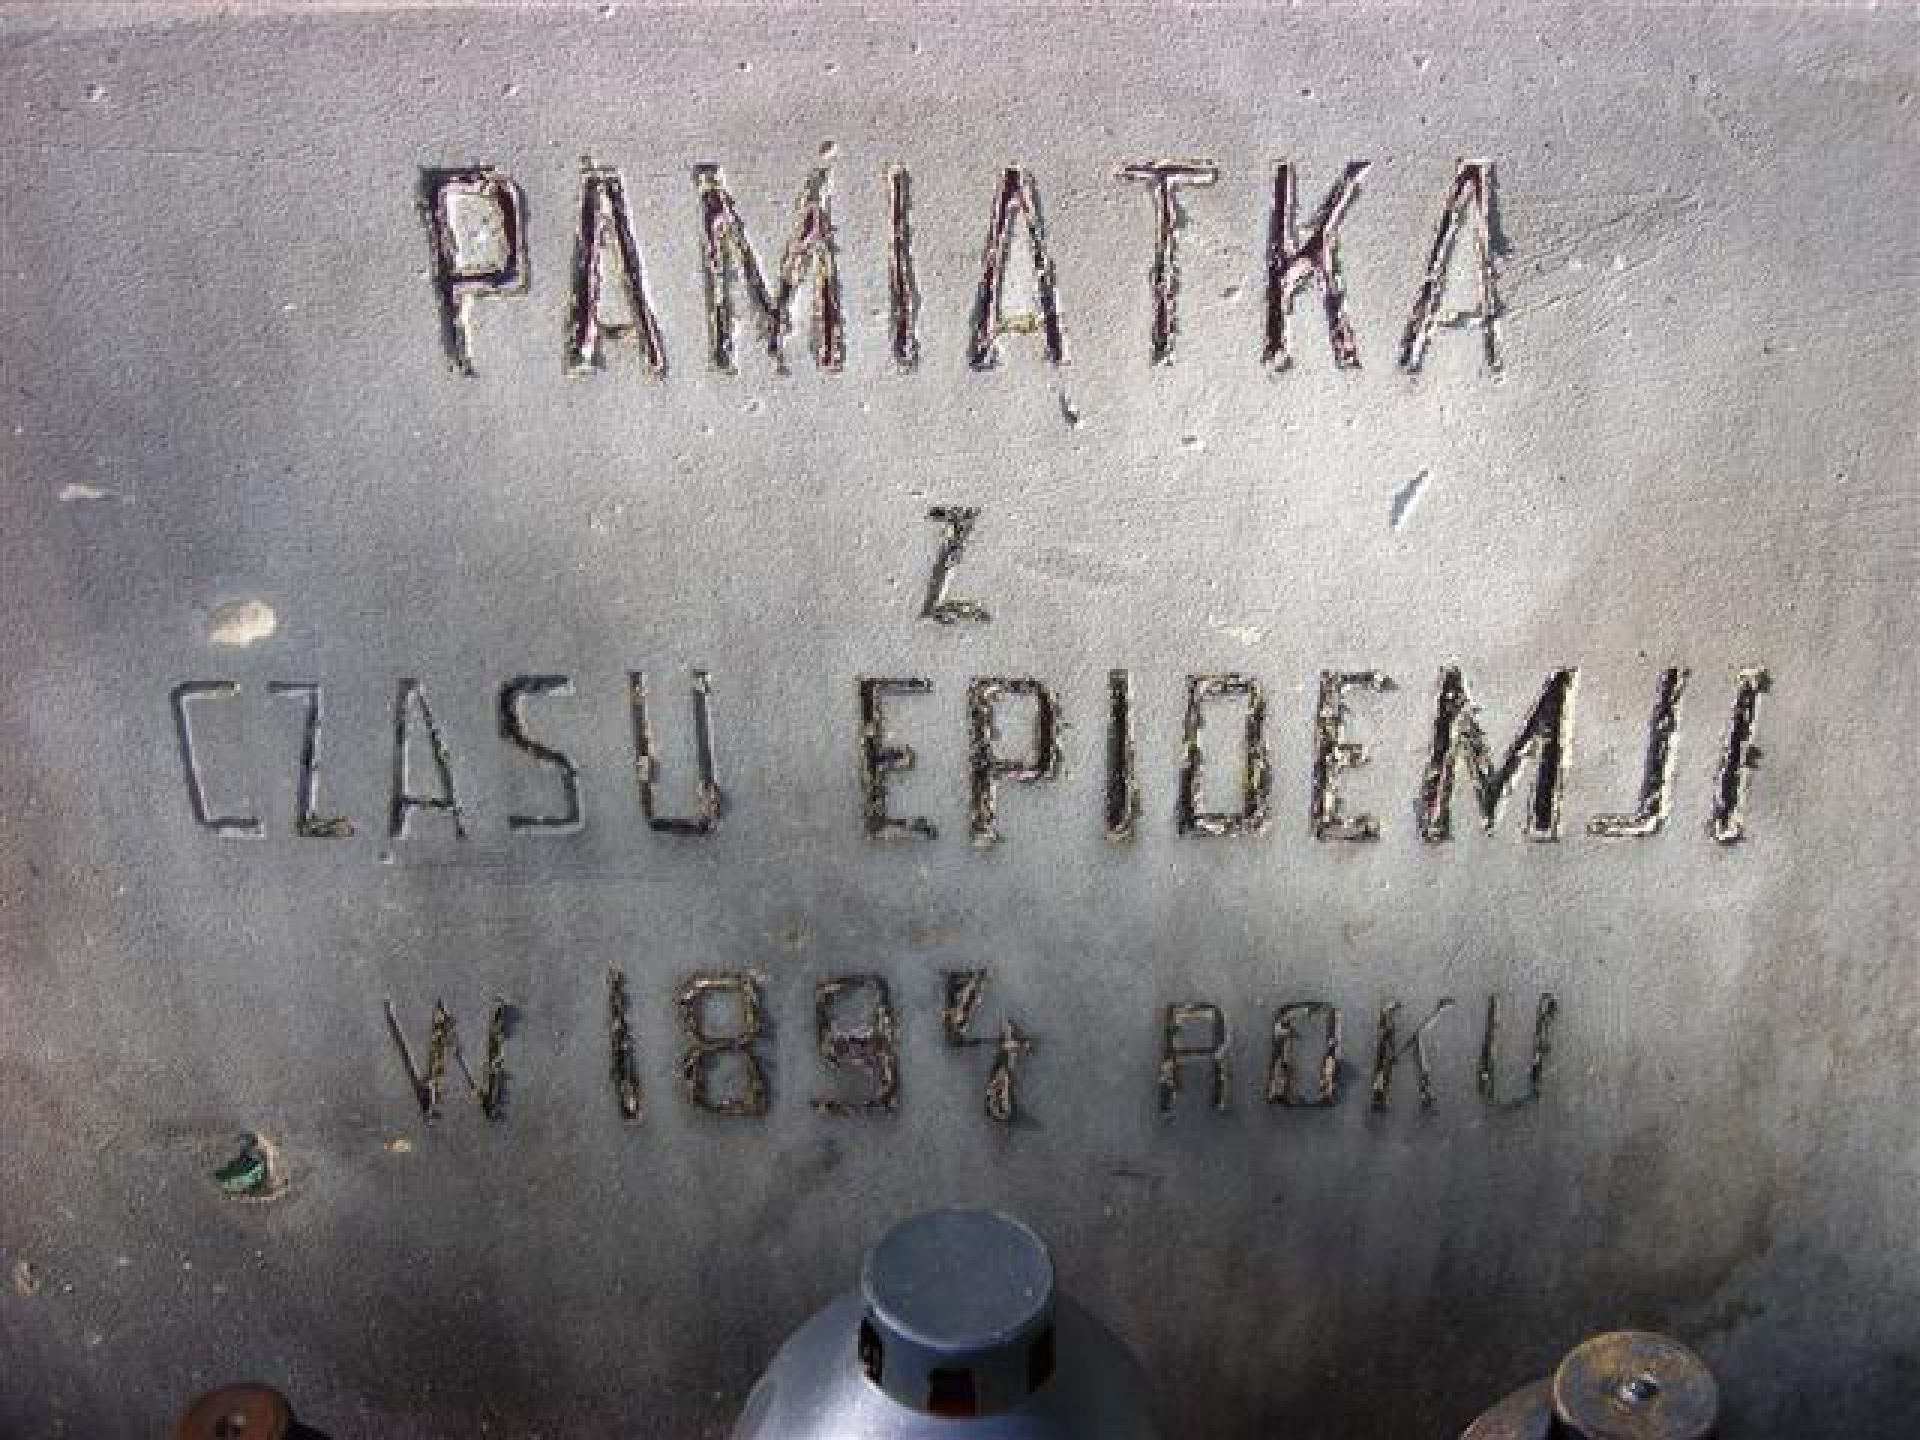 PAMIĄTKA
Z
CZASU EPIDEMJI
W 1894 ROKU